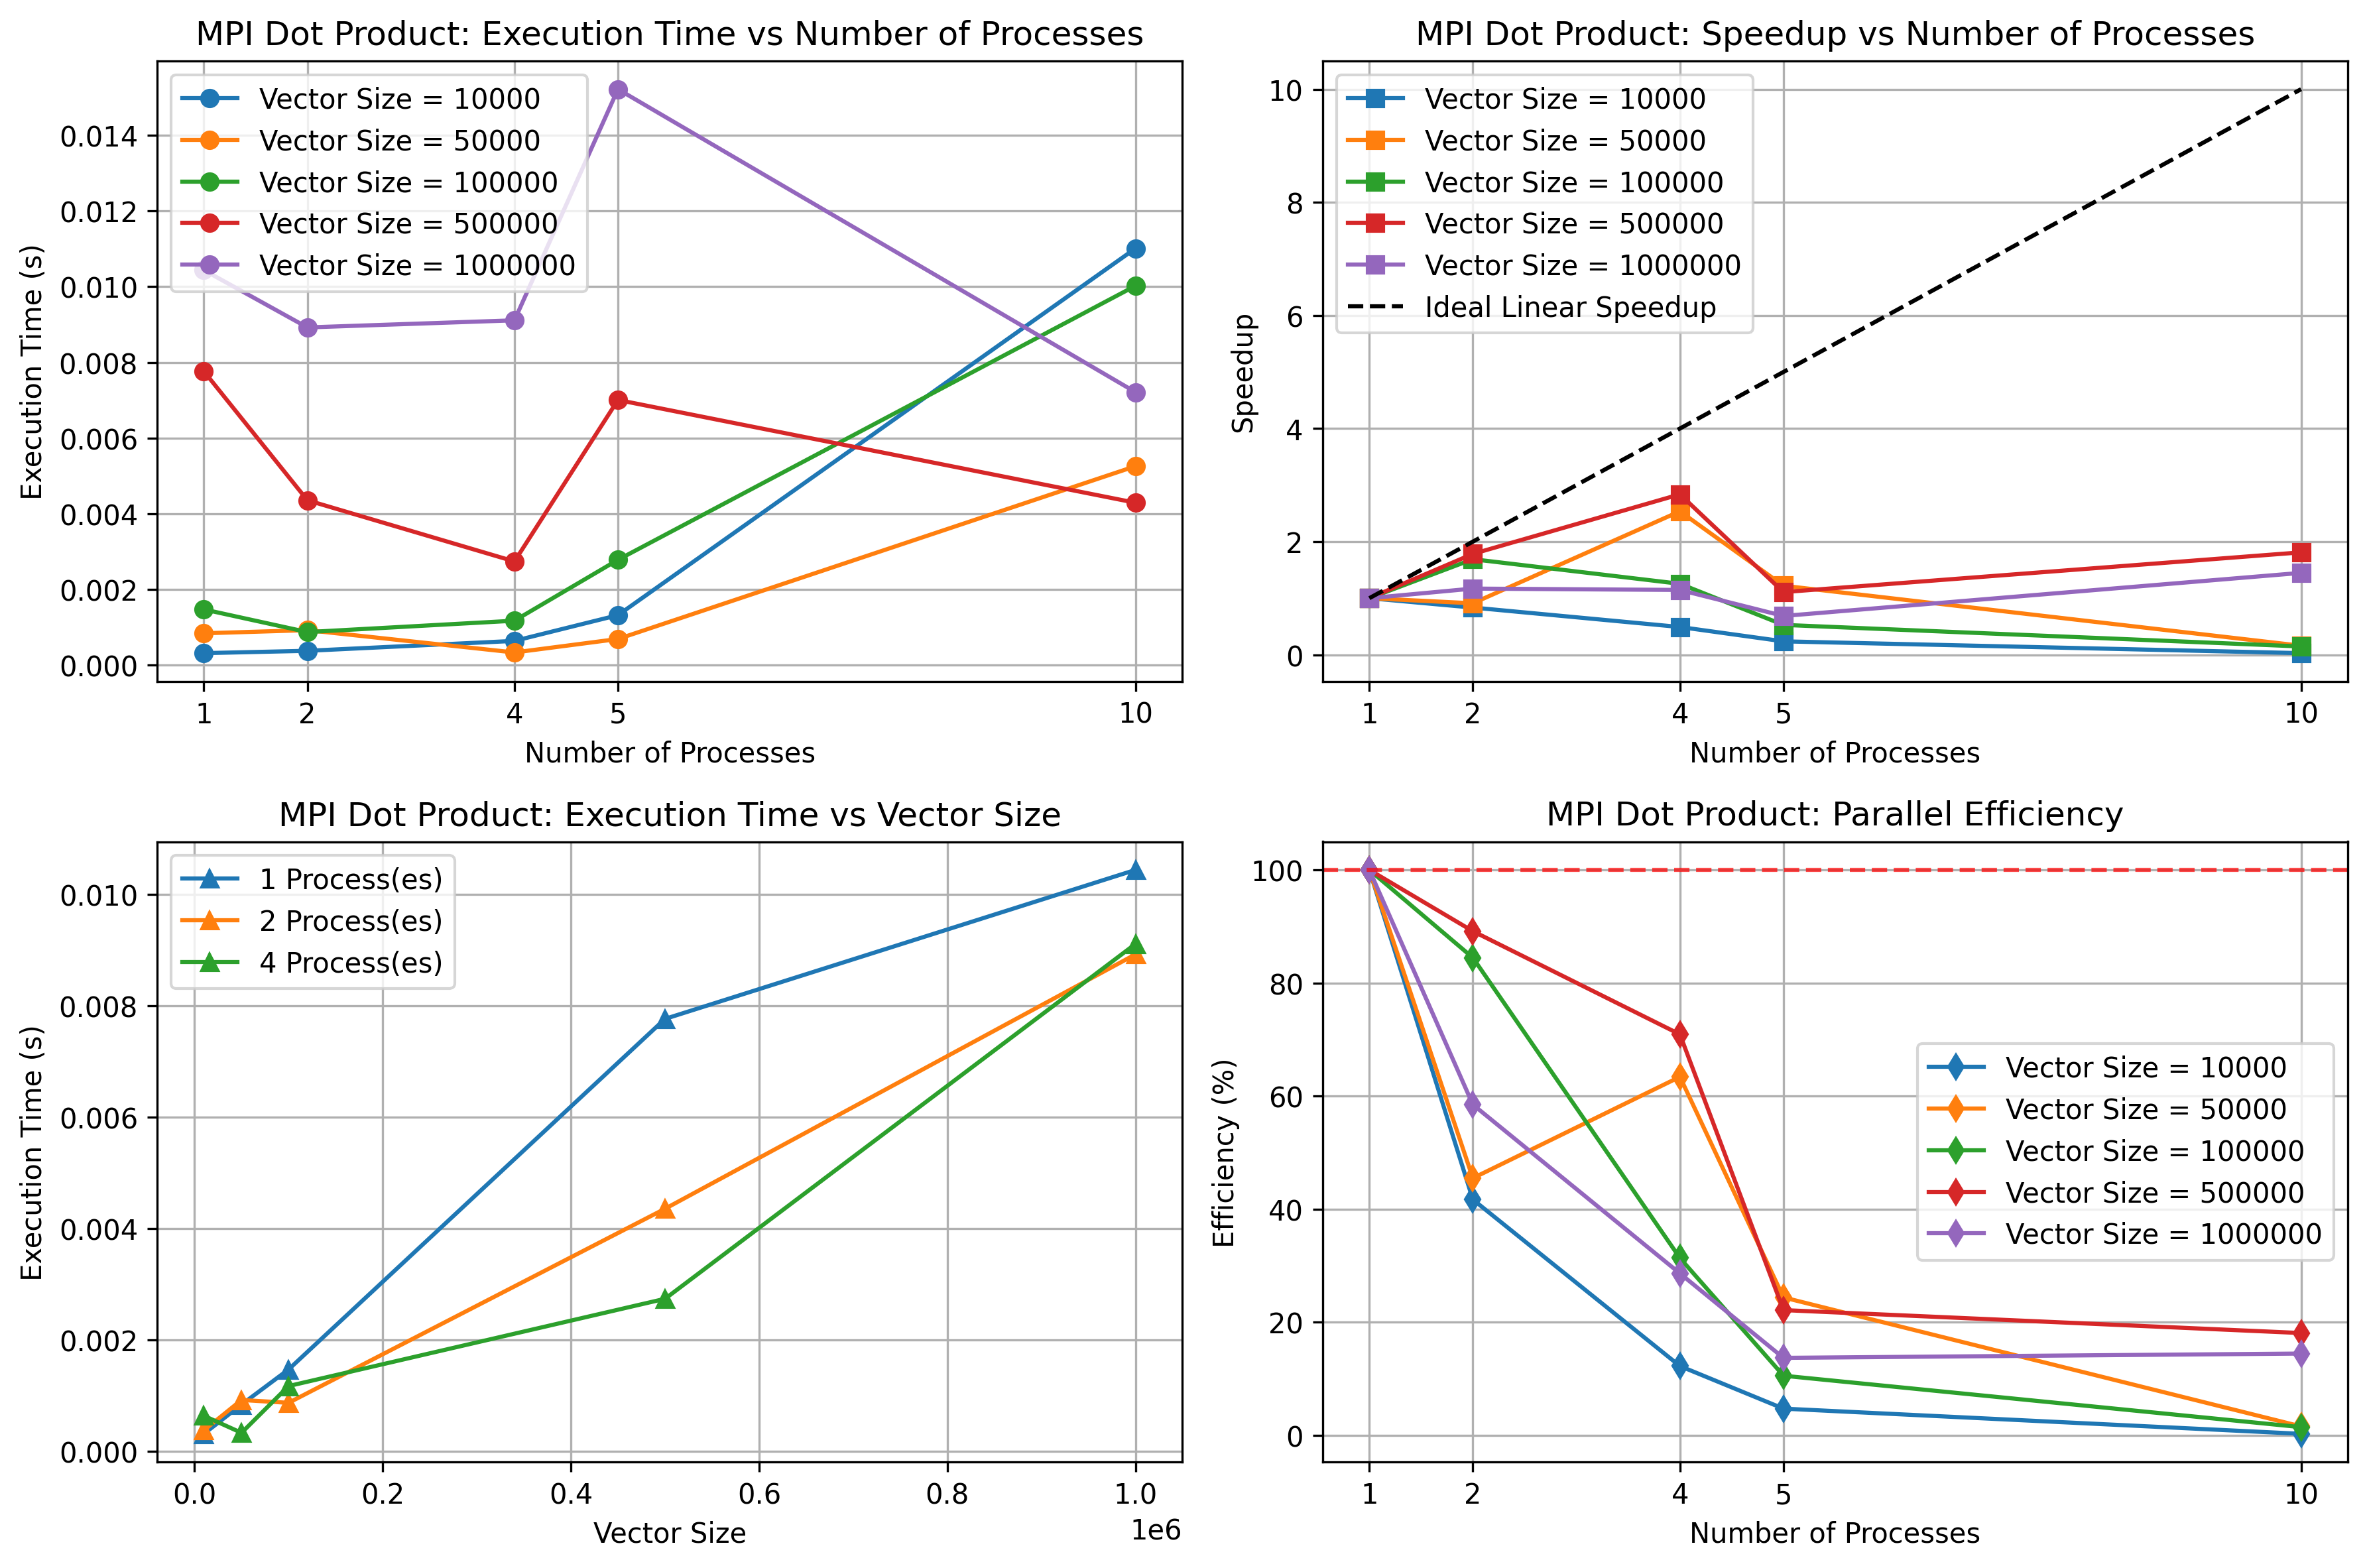 MPI Dot Product: Execution Time vs Number of Processes
Execution Time (s)
0.014
0.012
0.010
0.008
0.006
0.004
0.002
0.000
Vector Size = 10000
Vector Size = 50000
Vector Size = 100000
Vector Size = 500000
Vector Size = 1000000
1 2 4 5 10
Number of Processes
MPI Dot Product: Speedup vs Number of Processes
Speedup
10
8
6
4
2
0
Vector Size = 10000
Vector Size = 50000
Vector Size = 100000
Vector Size = 500000
Vector Size = 1000000
Ideal Linear Speedup
1 2 4 5 10
Number of Processes
MPI Dot Product: Execution Time vs Vector Size
Execution Time (s)
0.010
0.008
0.006
0.004
0.002
0.000
1 Process(es)
2 Process(es)
4 Process(es)
0.0 0.2 0.4 0.6 0.8 1.0
1e6
Vector Size
MPI Dot Product: Parallel Efficiency
Efficiency (%)
100
80
60
40
20
0
Vector Size = 10000
Vector Size = 50000
Vector Size = 100000
Vector Size = 500000
Vector Size = 1000000
1 2 4 5 10
Number of Processes